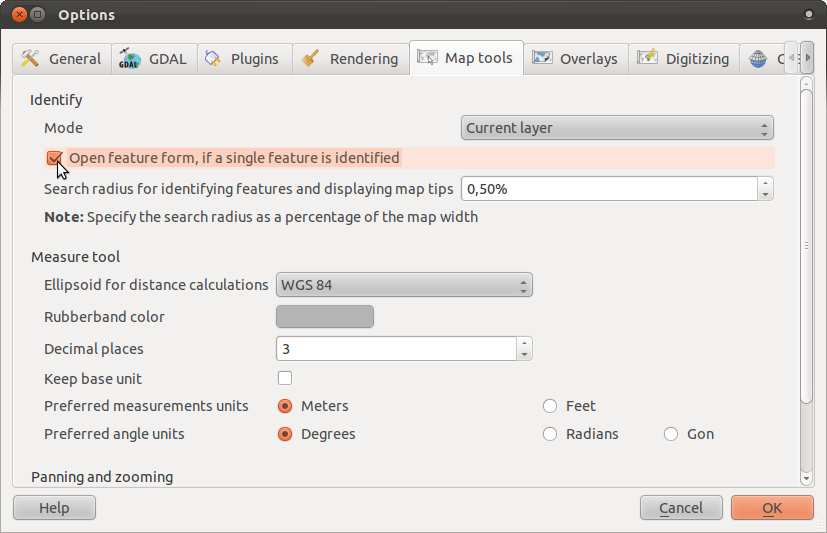 Options
General GDAL Plugins Rendering Map tools Overlays Digitizing
Identify
Mode Current layer
Open feature form, if a single feature is identified
Search radius for identifying features and displaying map tips 0,50%
Note: Specify the search radius as a percentage of the map width
Measure tool
Ellipsoid for distance calculations WGS 84
Rubberband color
Decimal places 3
Keep base unit
Preferred measurements units Meters Feet
Preferred angle units Degrees Radians Gon
Panning and zooming
Help Cancel OK